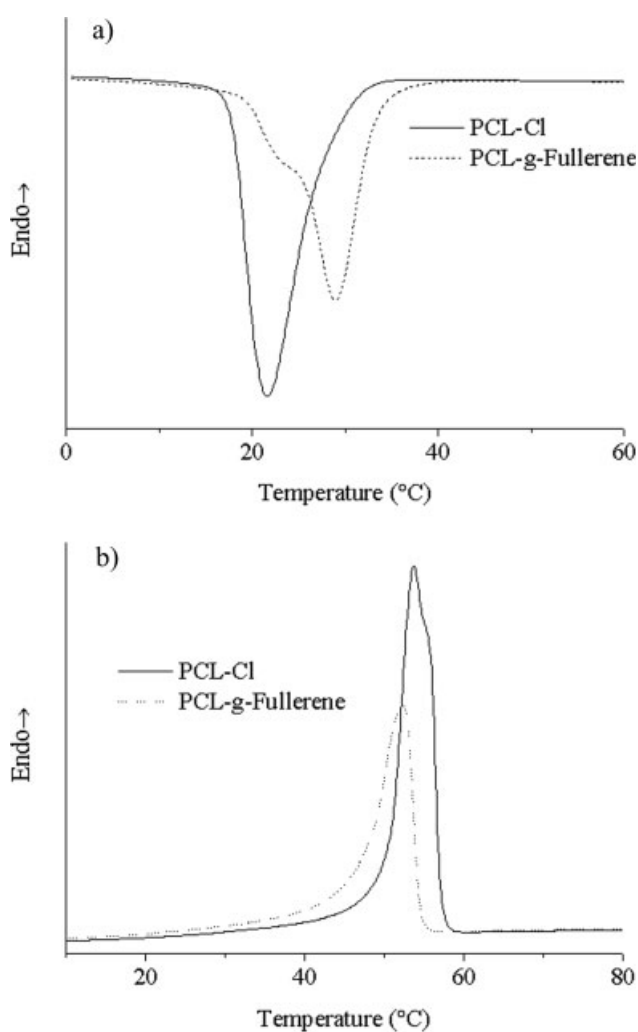 a)
PCL-Cl
PCL-g-Fullerene
Endo→
0 20 40 60
Temperature (°C)
b)
PCL-Cl
PCL-g-Fullerene
Endo→
20 40 60 80
Temperature (°C)